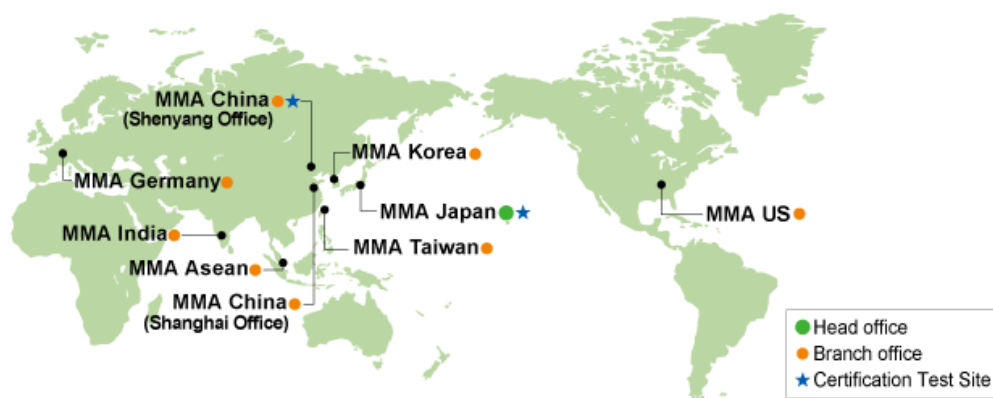 MMA China
(Shenyang Office)
MMA Korea
MMA Germany
MMA Japan
MMA US
MMA India
MMA Taiwan
MMA Asean
MMA China
(Shanghai Office)
Head office
Branch office
Certification Test Site